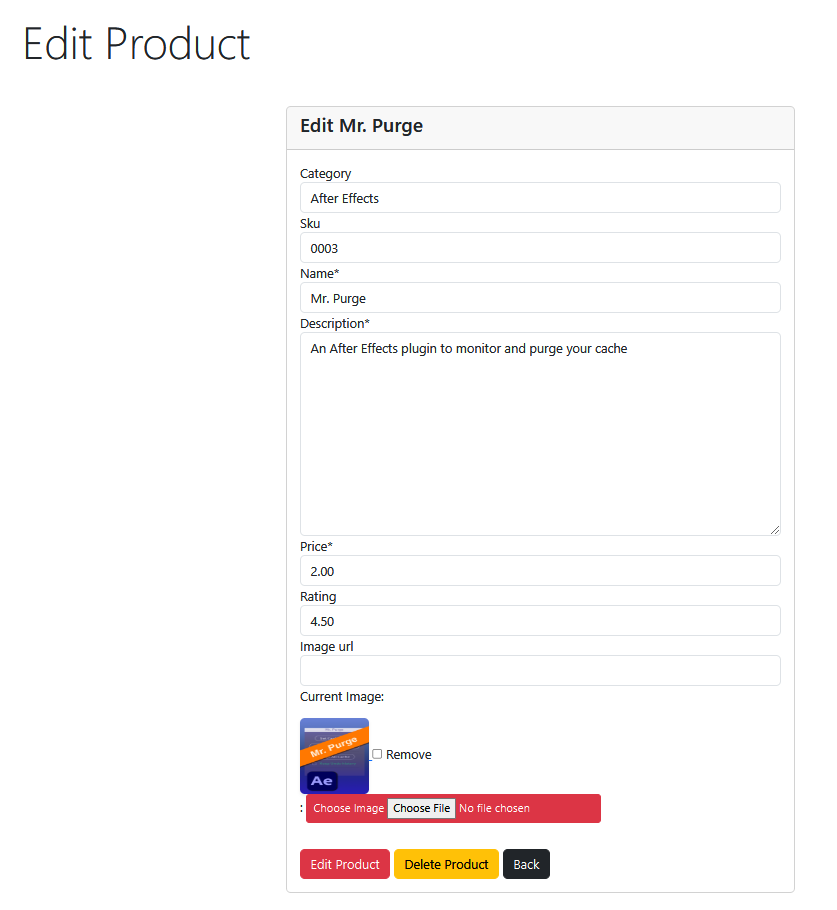 Edit Product
Edit Mr. Purge
Category
After Effects
Sku
0003
Name*
Mr. Purge
Description*
An After Effects plugin to monitor and purge your cache
Price*
2.00
Rating
4.50
Image url
Current Image:
Mr. Purge
Ae
Remove
: Choose Image Choose File No file chosen
Edit Product Delete Product Back